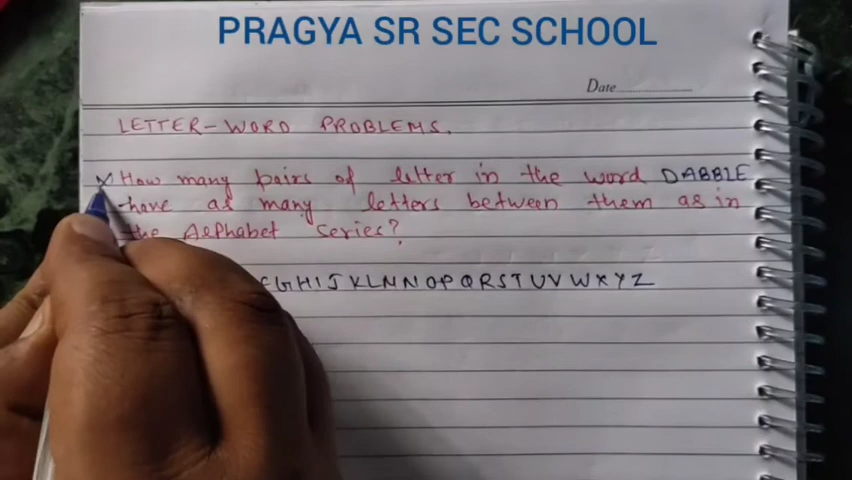 PRAGYA SR SEC SCHOOL
Date
LETTER-WORD PROBLEMS.
How many pairs of letter in the word DABBLE
have as many letters between them as in
the Alphabet Series?
GHIJKLMNOPQRSTUVWXYZ